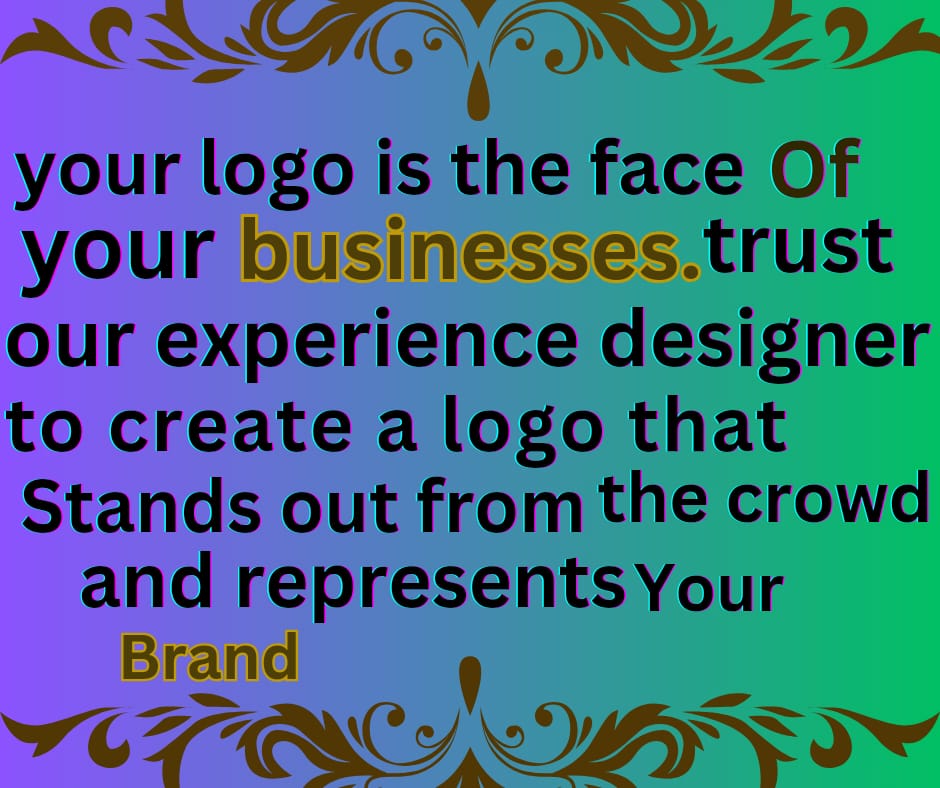 your logo is the face Of
your businesses.trust
our experience designer
to create a logo that
Stands out from the crowd
and represents Your
Brand